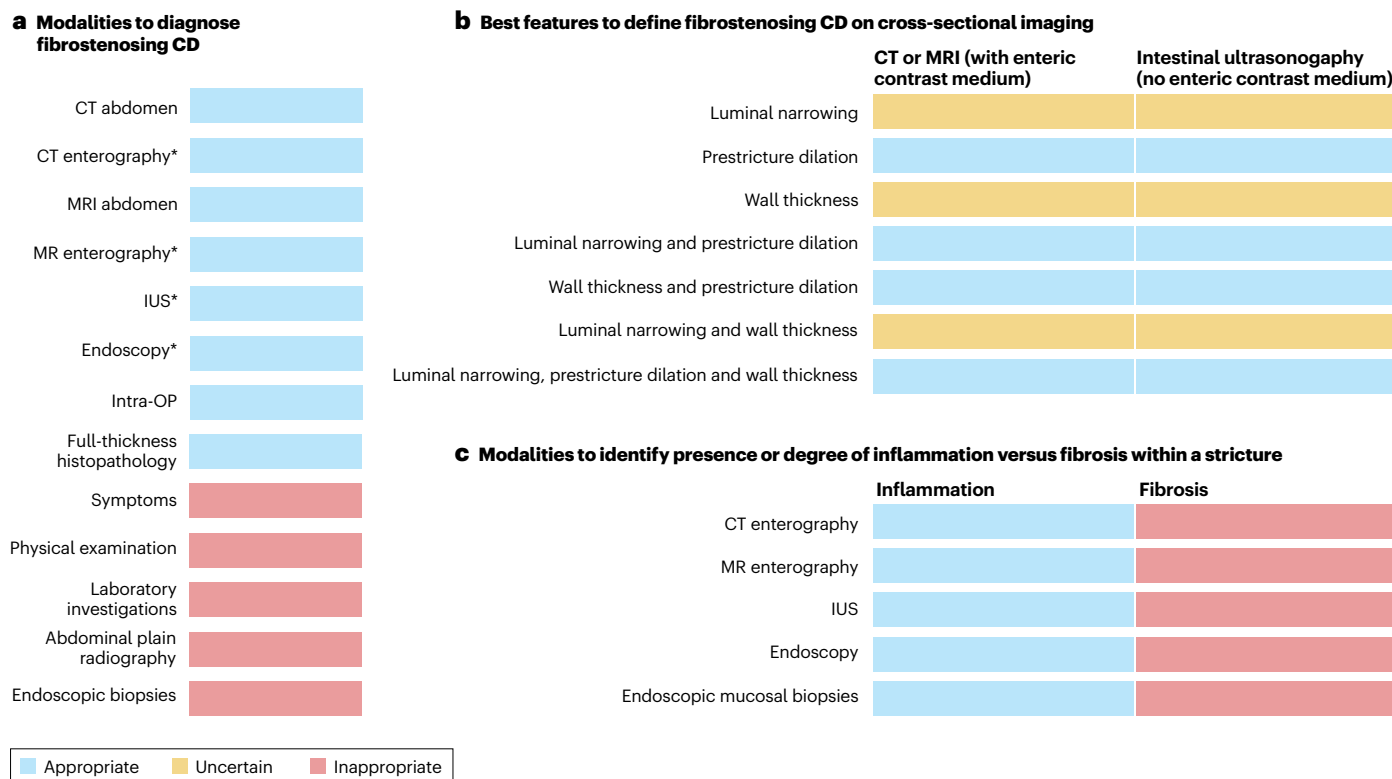 a Modalities to diagnose
fibrostenosing CD
CT abdomen
CT enterography*
MRI abdomen
MR enterography*
IUS*
Endoscopy*
Intra-OP
Full-thickness
histopathology
Symptoms
Physical examination
Laboratory
investigations
Abdominal plain
radiography
Endoscopic biopsies
b Best features to define fibrostenosing CD on cross-sectional imaging
CT or MRI (with enteric
contrast medium)
Intestinal ultrasonogaphy
(no enteric contrast medium)
Luminal narrowing
Prestricture dilation
Wall thickness
Luminal narrowing and prestricture dilation
Wall thickness and prestricture dilation
Luminal narrowing and wall thickness
Luminal narrowing, prestricture dilation and wall thickness
c Modalities to identify presence or degree of inflammation versus fibrosis within a stricture
Inflammation Fibrosis
CT enterography
MR enterography
IUS
Endoscopy
Endoscopic mucosal biopsies
Appropriate Uncertain Inappropriate